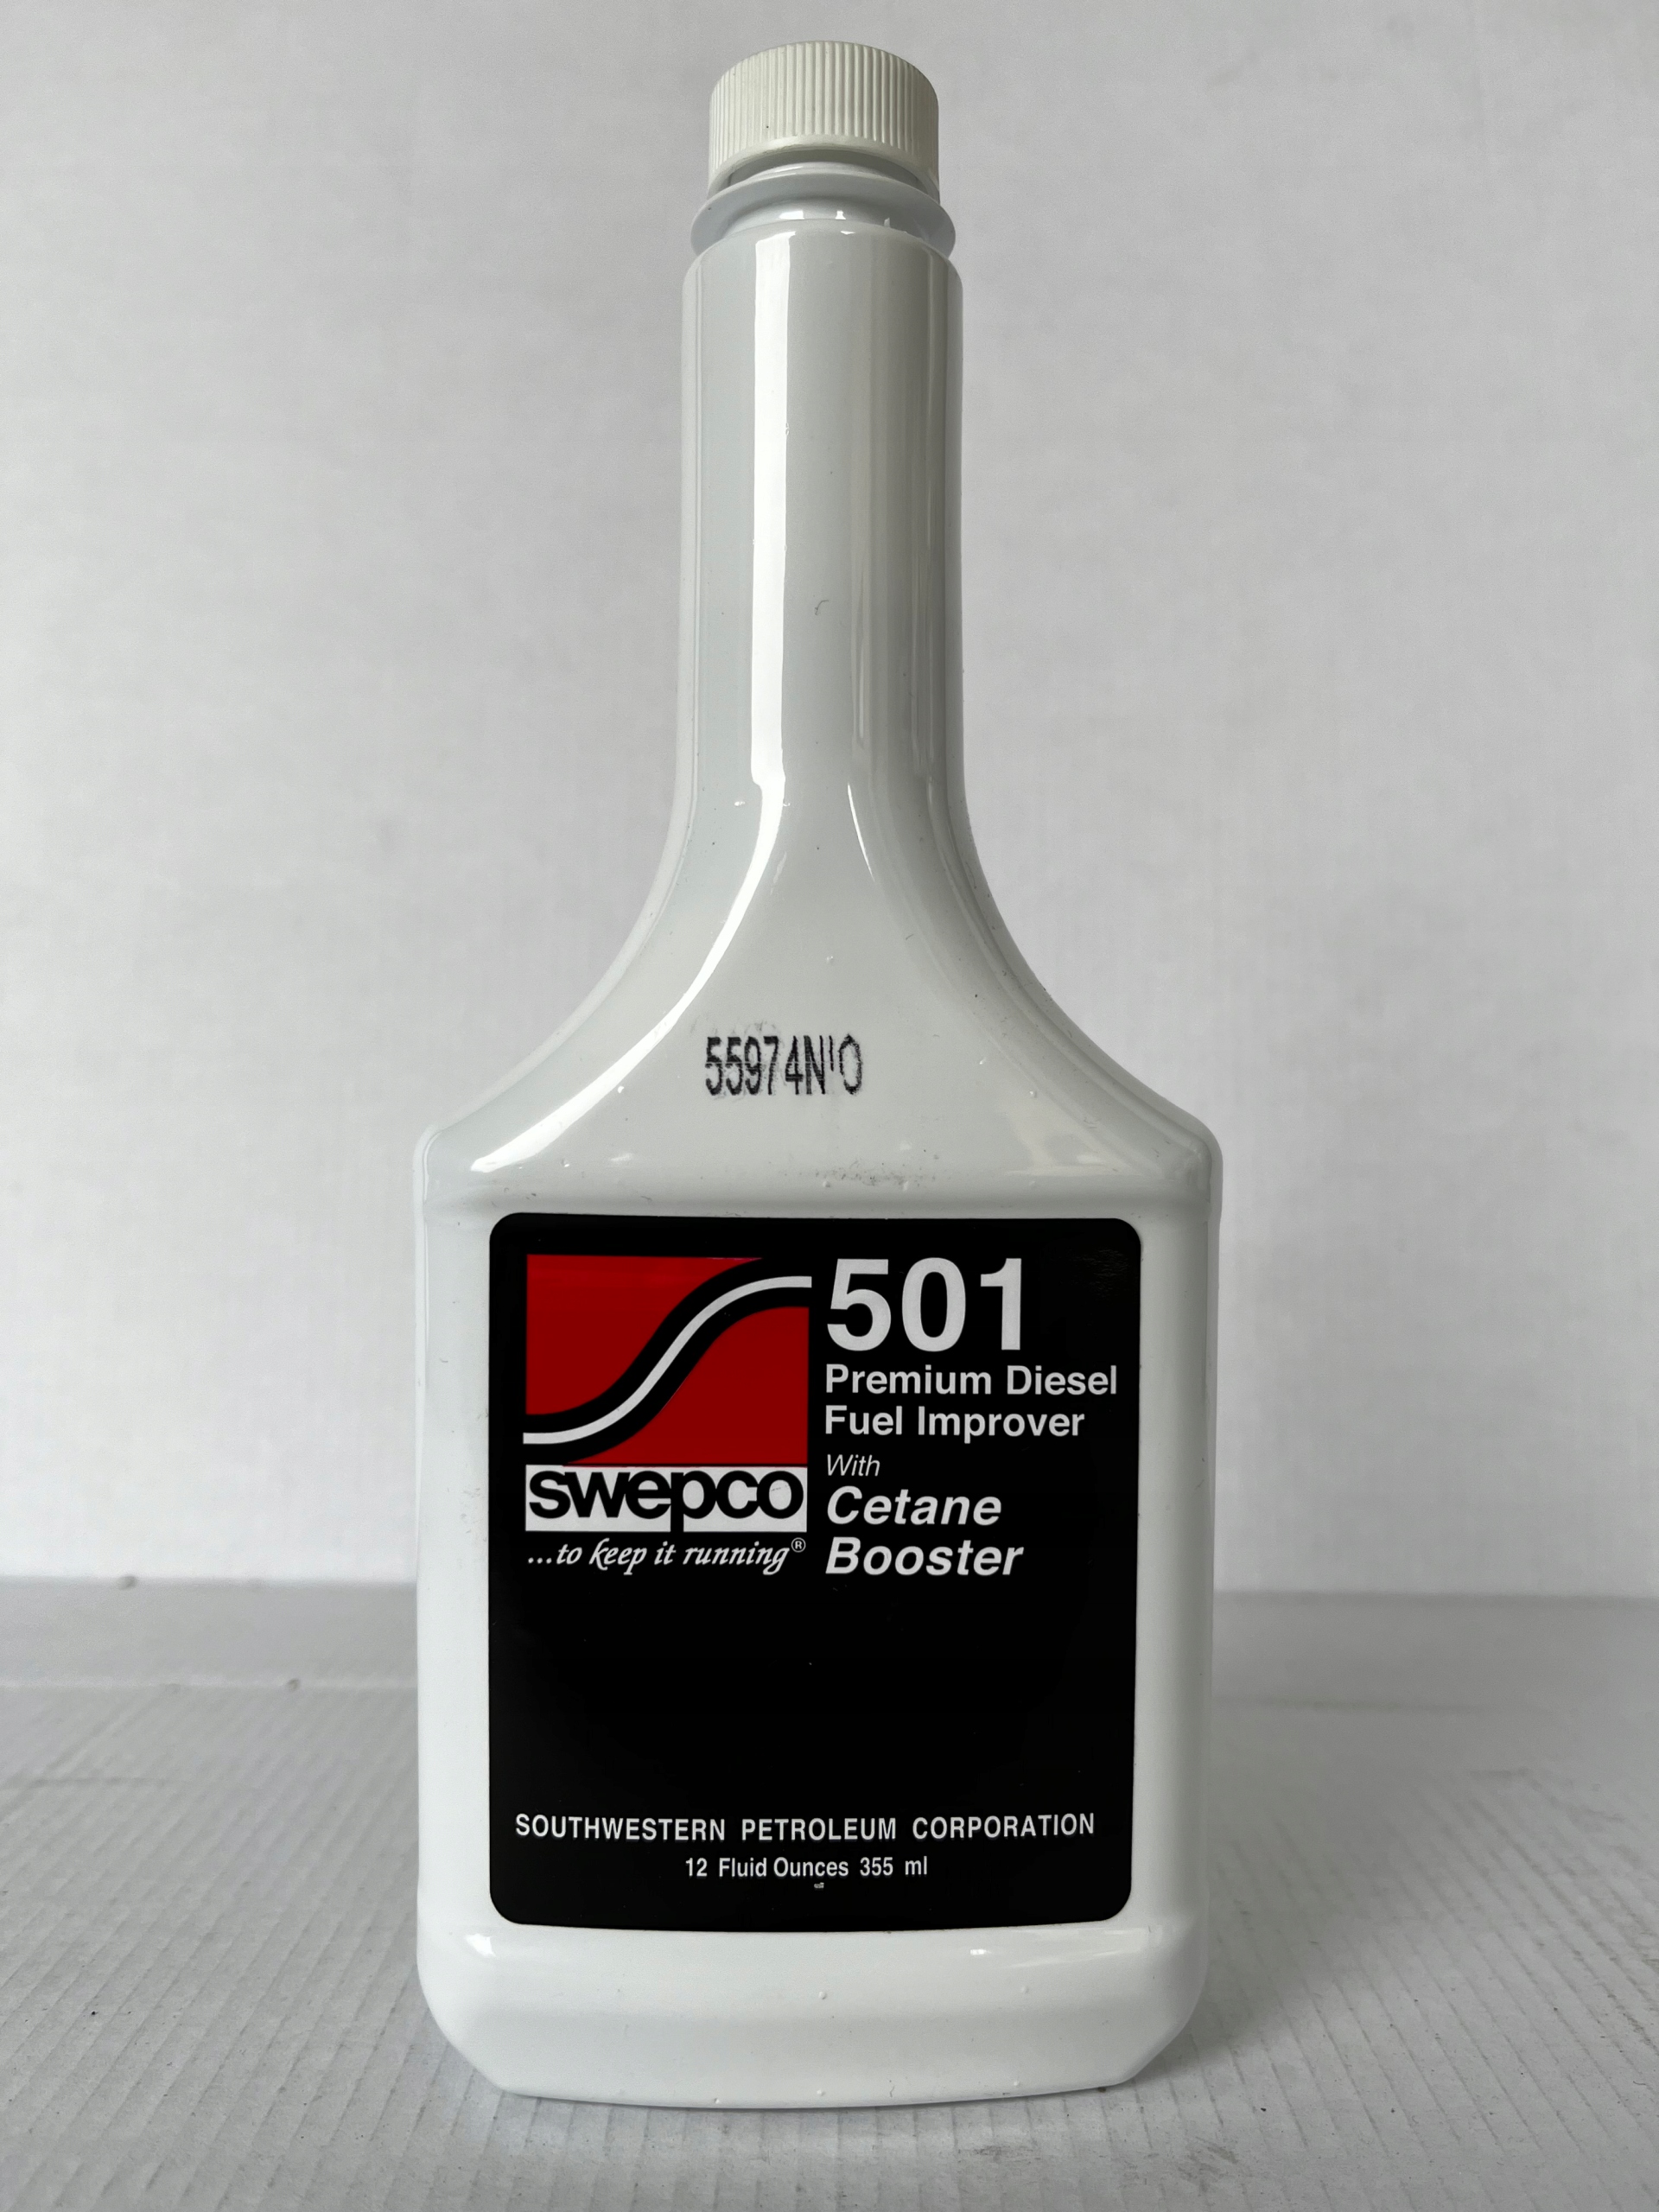 55974N'O
501
Premium Diesel
Fuel Improver
With
Cetane
Booster
swepco
...to keep it running®
SOUTHWESTERN PETROLEUM CORPORATION
12 Fluid Ounces 355 ml